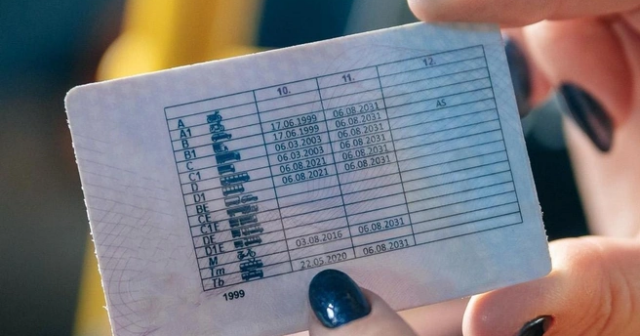 10. 11. 12.
A
A1
B 17.06.1999 06.08.2031
B1 17.06.1999 06.08.2031 AS
C 06.03.2003 06.08.2031
C1 06.03.2003 06.08.2031
D 06.08.2021 06.08.2031
D1 06.08.2021 06.08.2031
BE
CE
C1E
DE
D1E
M 03.08.2016 06.08.2031
Tm
Tb 22.05.2020 06.08.2031
1999